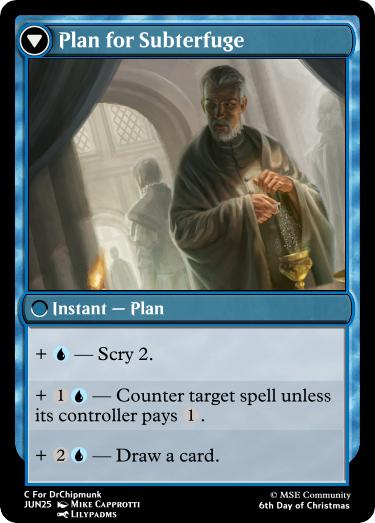 Plan for Subterfuge
Instant — Plan
+ — Scry 2.
+ 1 — Counter target spell unless
its controller pays 1.
+ 2 — Draw a card.
C For DrChipmunk
© MSE Community
JUN25 Mike Capprotti
6th Day of Christmas
Lilypadms